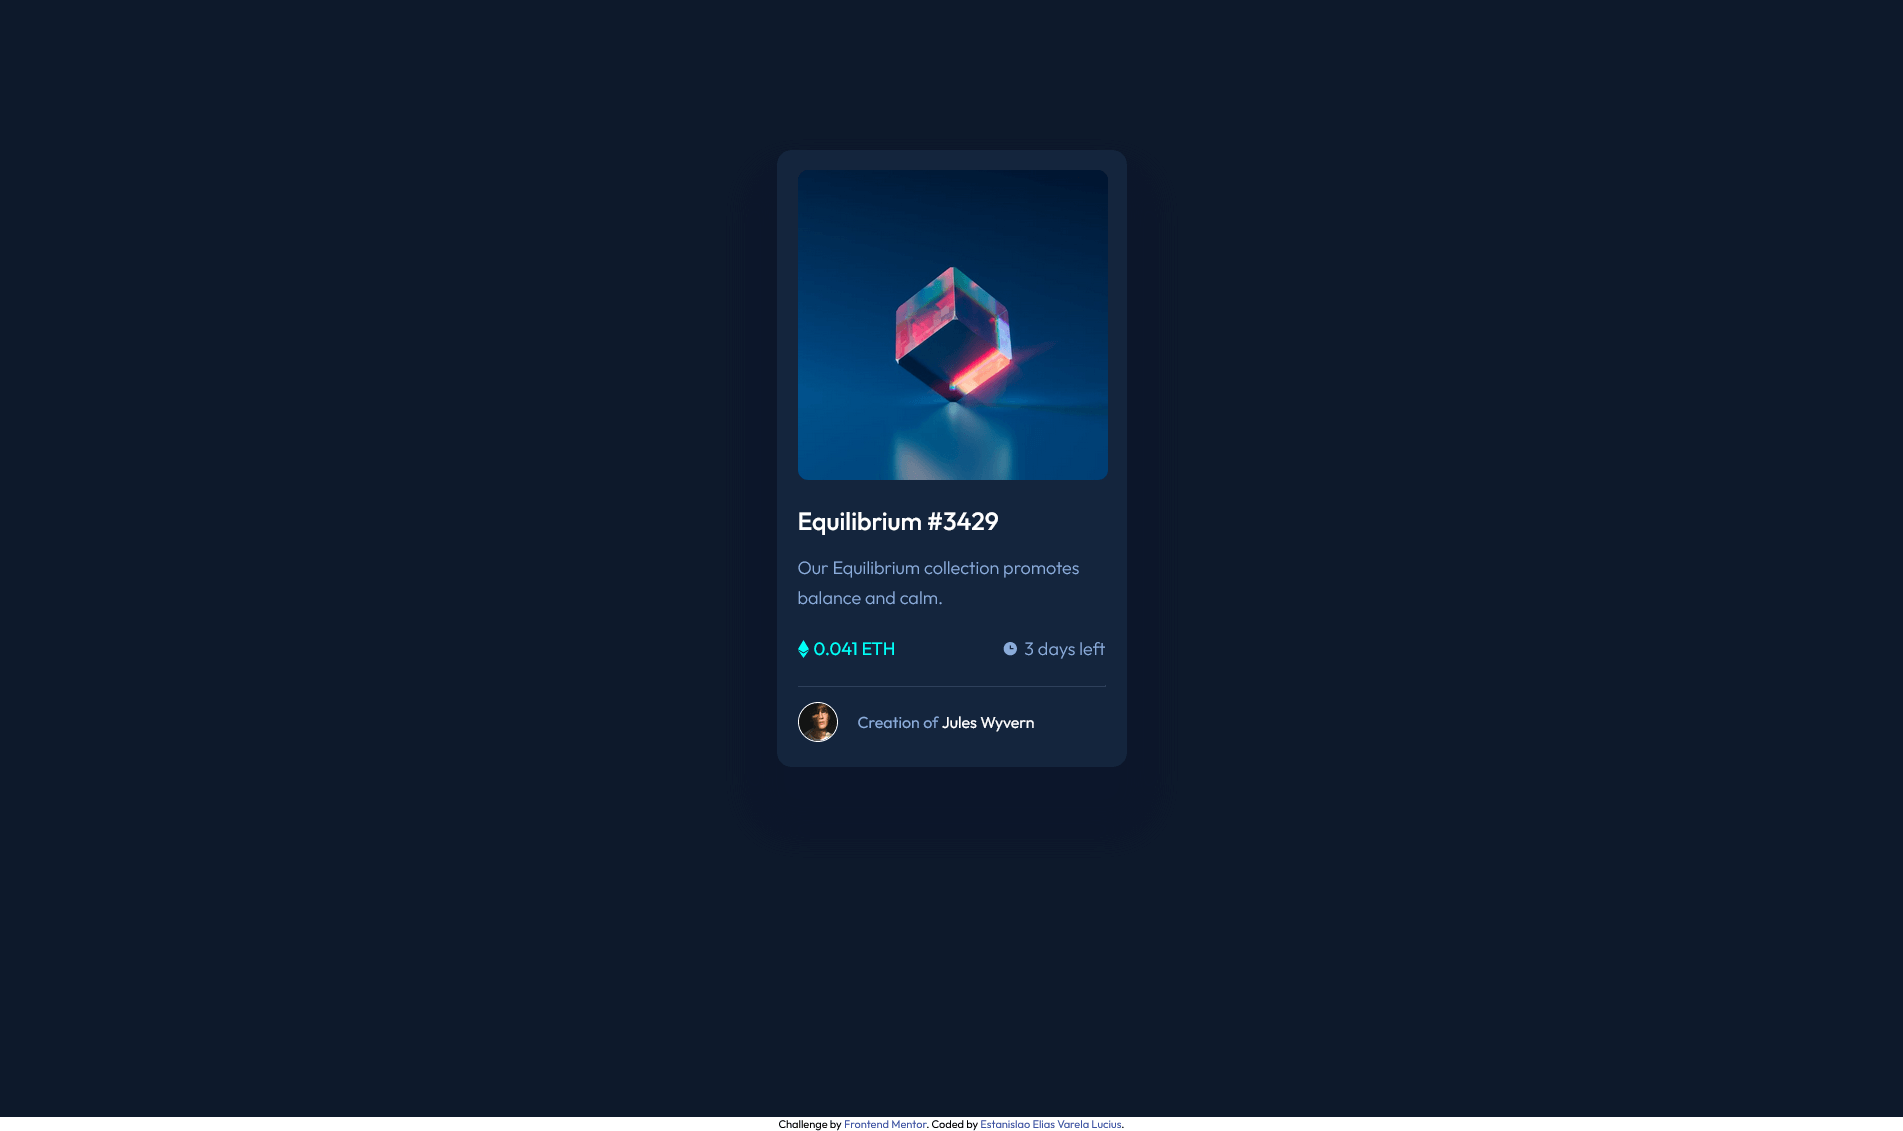 Equilibrium #3429
Our Equilibrium collection promotes
balance and calm.
0.041 ETH
3 days left
Creation of Jules Wyvern
Challenge by Frontend Mentor. Coded by Estanislao Elias Varela Lucius.